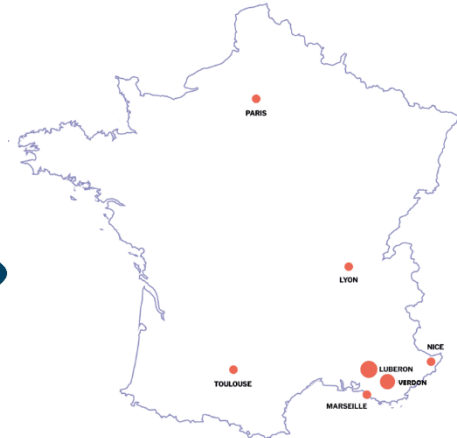 PARIS
LYON
NICE
LUBERON
TOULOUSE
VERDON
MARSEILLE